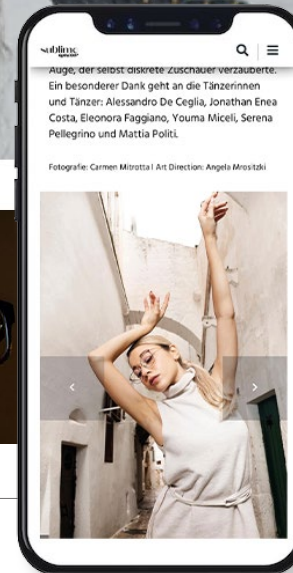 sublime
Auge, der selbst diskrete Zuschauer verzauberte.
Ein besonderer Dank geht an die Tänzerinnen
und Tänzer: Alessandro De Ceglia, Jonathan Enea
Costa, Eleonora Faggiano, Youma Miceli, Serena
Pellegrino und Mattia Politi.
Fotografie: Carmen Mitrotta I Art Direction: Angela Mrositzki